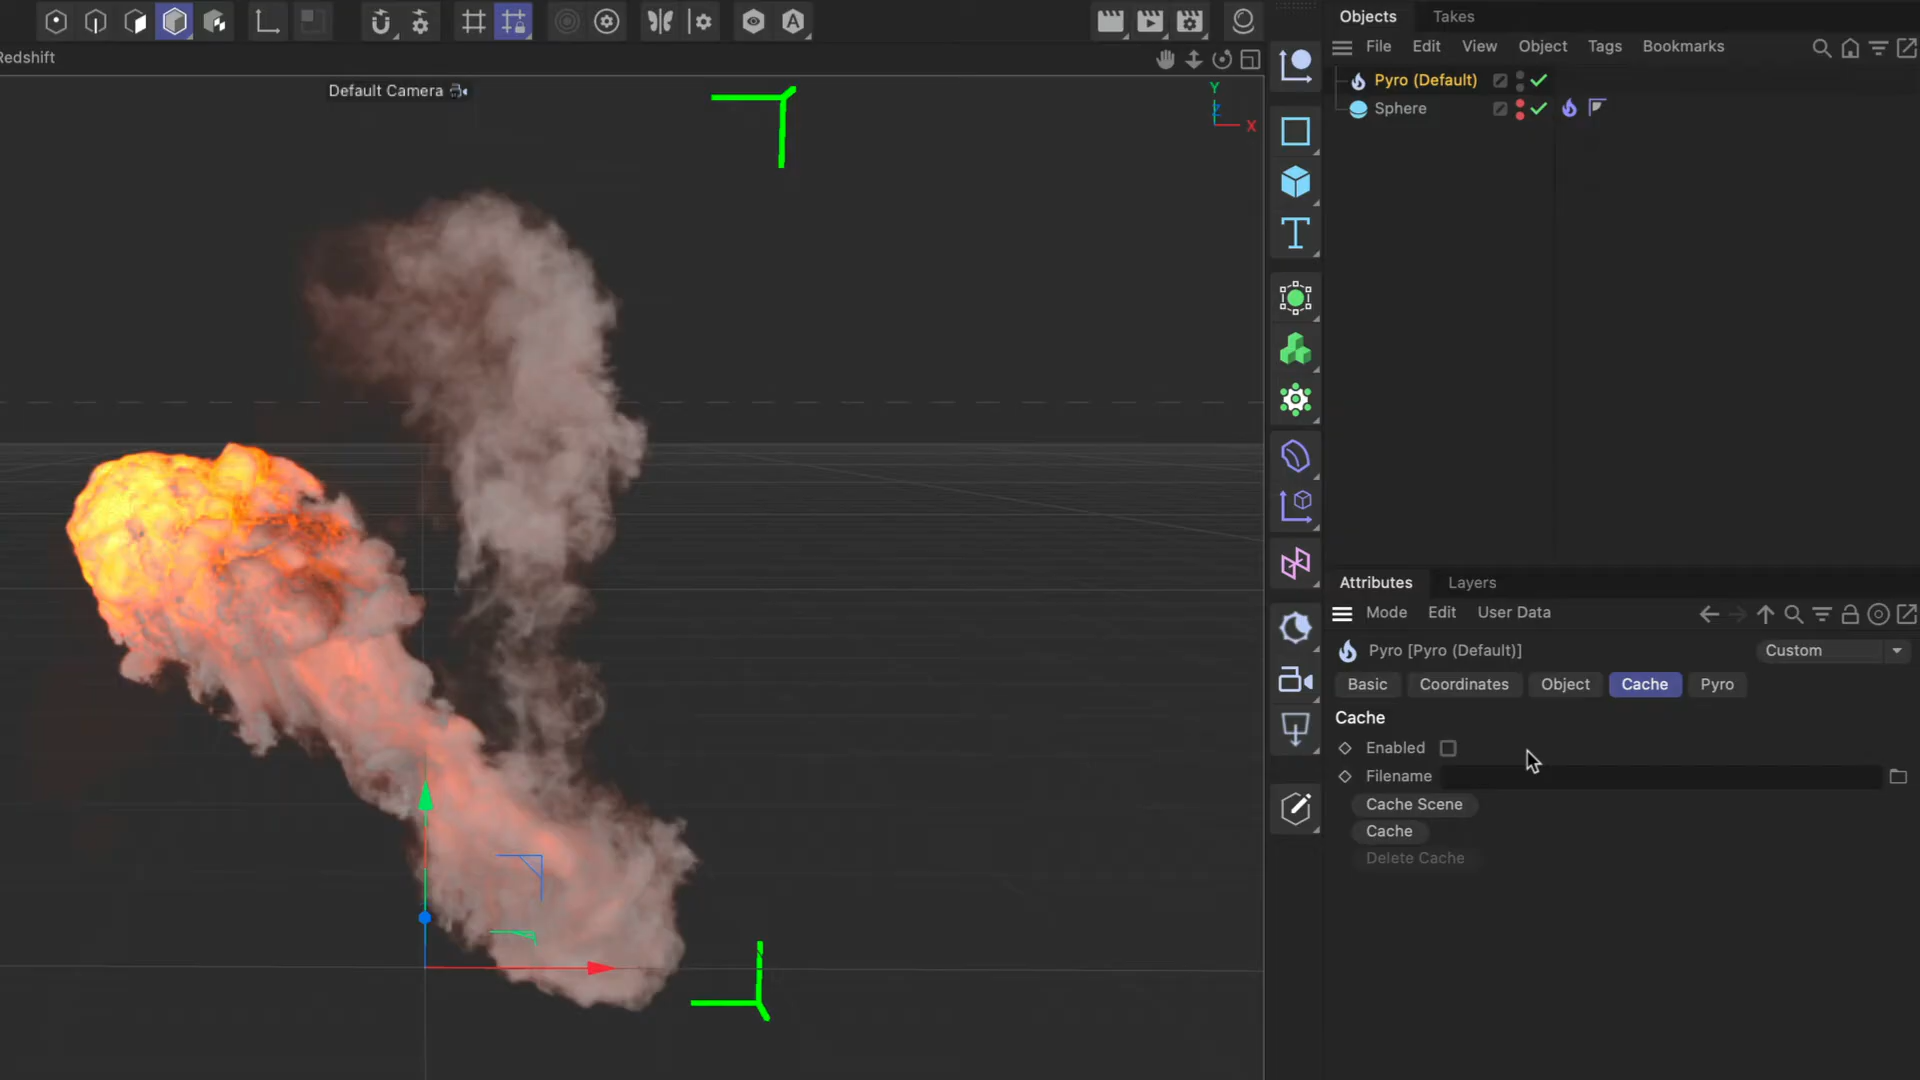 Redshift
Default Camera
Y
Z
X
A
T
Objects Takes
File Edit View Object Tags Bookmarks
Pyro (Default)
Sphere
Attributes Layers
Mode Edit User Data
Pyro [Pyro (Default)] Custom
Basic Coordinates Object Cache Pyro
Cache
Enabled
Filename
Cache Scene
Cache
Delete Cache